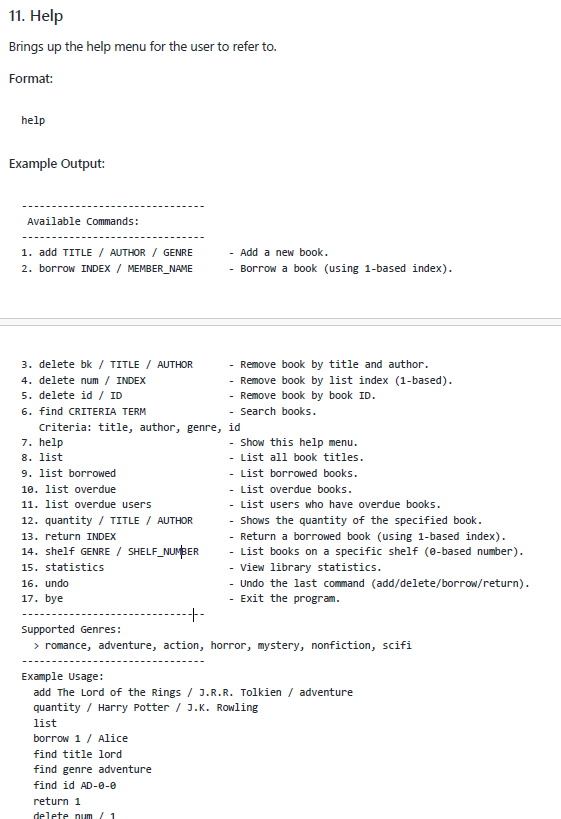 11. Help
Brings up the help menu for the user to refer to.
Format:
help
Example Output:
-------------------------------
Available Commands:
-------------------------------
1. add TITLE / AUTHOR / GENRE - Add a new book.
2. borrow INDEX / MEMBER_NAME - Borrow a book (using 1-based index).
3. delete bk / TITLE / AUTHOR - Remove book by title and author.
4. delete num / INDEX - Remove book by list index (1-based).
5. delete id / ID - Remove book by book ID.
6. find CRITERIA TERM - Search books.
Criteria: title, author, genre, id
7. help - Show this help menu.
8. list - List all book titles.
9. list borrowed - List borrowed books.
10. list overdue - List overdue books.
11. list overdue users - List users who have overdue books.
12. quantity / TITLE / AUTHOR - Shows the quantity of the specified book.
13. return INDEX - Return a borrowed book (using 1-based index).
14. shelf GENRE / SHELF_NUMBER - List books on a specific shelf (0-based number).
15. statistics - View library statistics.
16. undo - Undo the last command (add/delete/borrow/return).
17. bye - Exit the program.
-------------------------------
Supported Genres:
> romance, adventure, action, horror, mystery, nonfiction, scifi
-------------------------------
Example Usage:
add The Lord of the Rings / J.R.R. Tolkien / adventure
quantity / Harry Potter / J.K. Rowling
list
borrow 1 / Alice
find title lord
find genre adventure
find id AD-0-0
return 1
delete num / 1